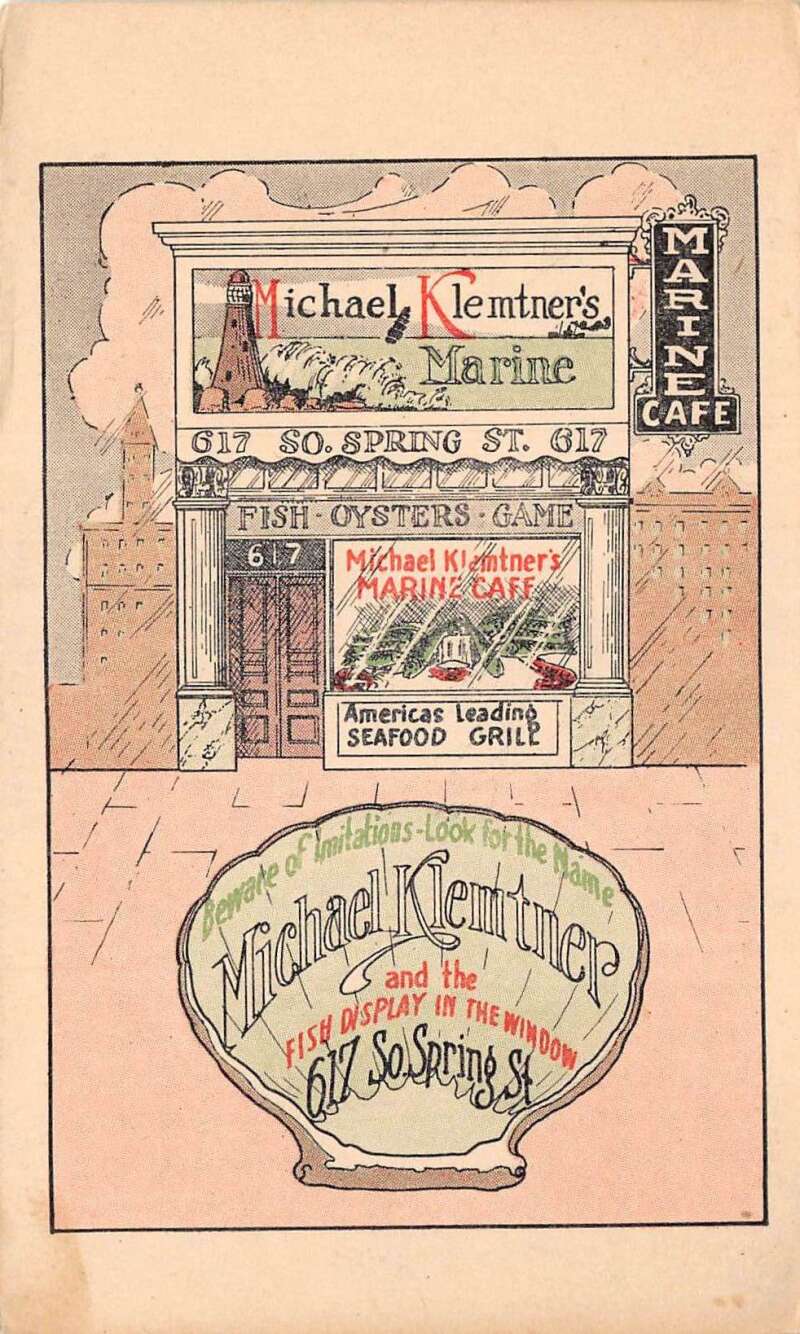 Michael Klemtner's
Marine
MARINE
CAFE
617 SO. SPRING ST. 617
FISH - OYSTERS - GAME
617
Michael Klemtner's
MARINE CAFE
Americas Leading
SEAFOOD GRILL
Beware of Imitations - Look for the Name
Michael Klemtner
and the
FISH DISPLAY IN THE WINDOW
617 So. Spring St